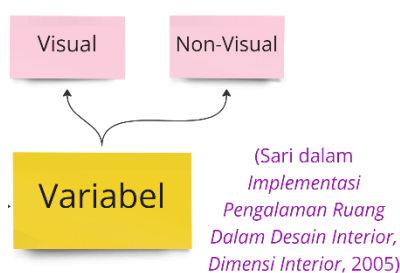 Visual
Non-Visual
Variabel
(Sari dalam
Implementasi
Pengalaman Ruang
Dalam Desain Interior,
Dimensi Interior, 2005)